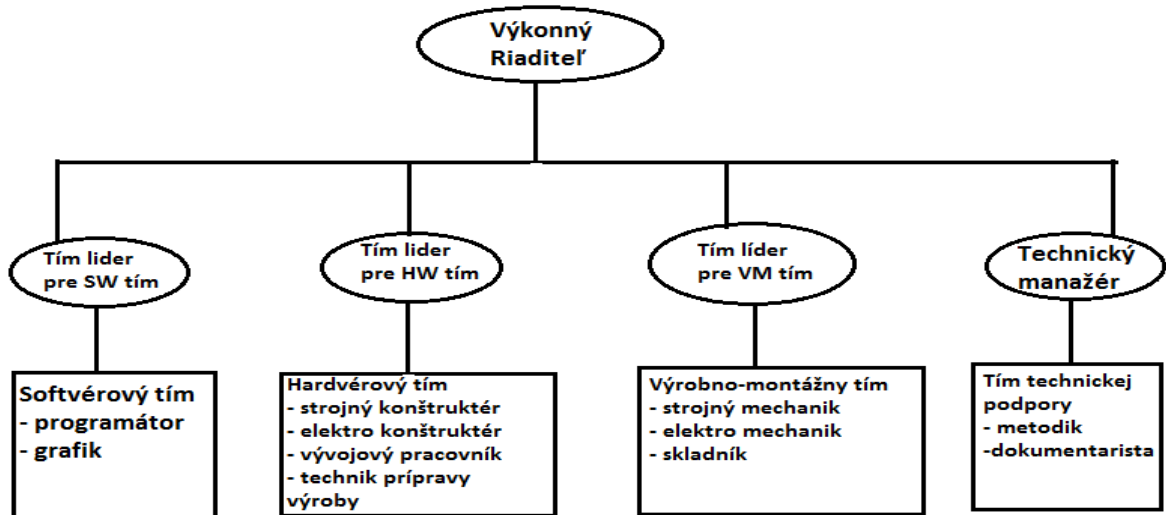 Výkonný
Riaditeľ
Tím lider
pre SW tím
Tím lider
pre HW tím
Tím líder
pre VM tím
Technický
manažér
Softvérový tím
- programátor
- grafik
Hardvérový tím
- strojný konštruktér
- elektro konštruktér
- vývojový pracovník
- technik prípravy
výroby
Výrobno-montážny tím
- strojný mechanik
- elektro mechanik
- skladník
Tím technickej
podpory
- metodik
-dokumentarista